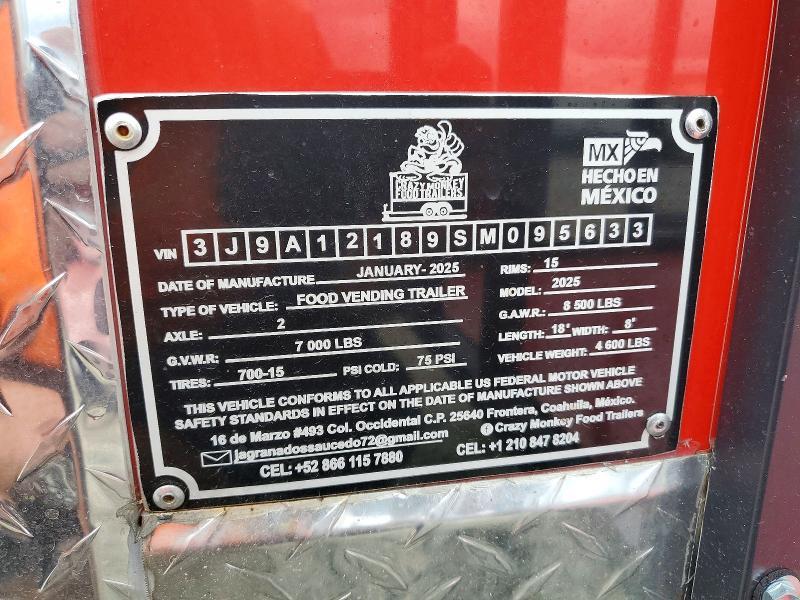 CRAZY MONKEY
FOOD TRAILERS
MX
HECHO EN
MÉXICO
VIN 3J9A12189SM095633
DATE OF MANUFACTURE JANUARY- 2025
TYPE OF VEHICLE: FOOD VENDING TRAILER
AXLE: 2
G.V.W.R: 7 000 LBS
TIRES: 700-15 PSI COLD: 75 PSI
RIMS: 15
MODEL: 2025
G.A.W.R.: 8 500 LBS
LENGTH: 18' WIDTH: 8"
VEHICLE WEIGHT: 4 600 LBS
THIS VEHICLE CONFORMS TO ALL APPLICABLE US FEDERAL MOTOR VEHICLE
SAFETY STANDARDS IN EFFECT ON THE DATE OF MANUFACTURE SHOWN ABOVE
16 de Marzo #493 Col. Occidental C.P. 25640 Frontera, Coahuila, México.
jagranadossaucedo72@gmail.com Crazy Monkey Food Trailers
CEL: +52 866 115 7880 CEL: +1 210 847 8204